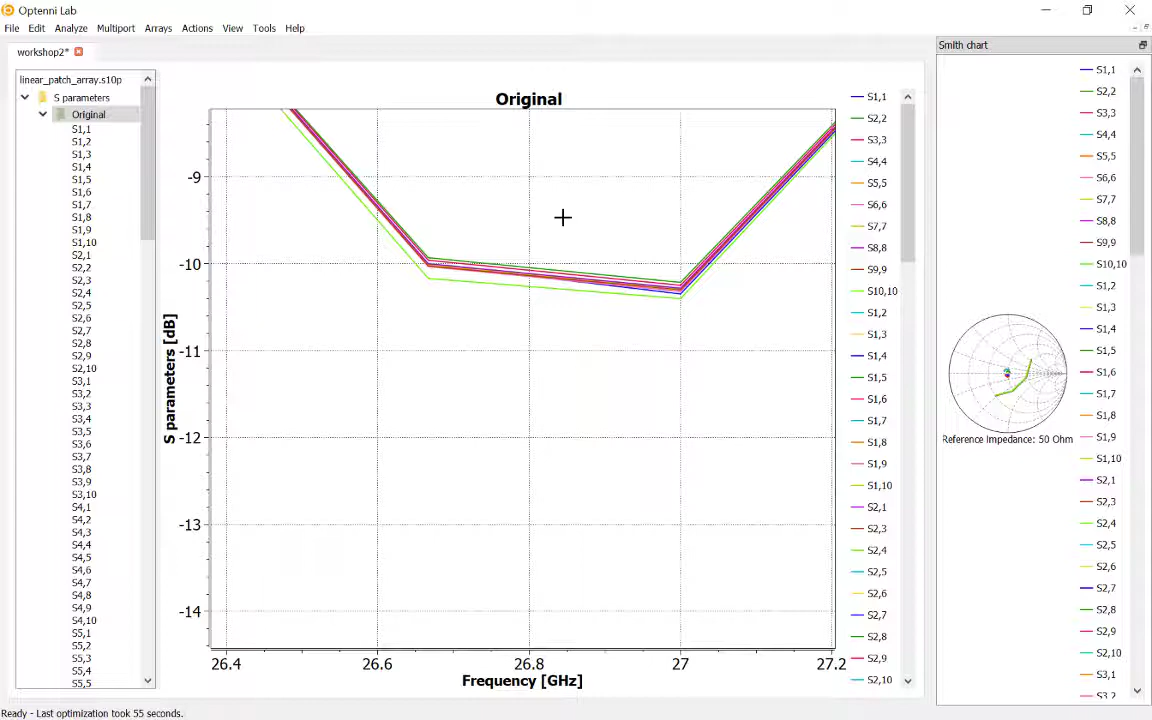 Optenni Lab
File Edit Analyze Multiport Arrays Actions View Tools Help
workshop2*
linear_patch_array.s10p
S parameters
Original
S1,1
S1,2
S1,3
S1,4
S1,5
S1,6
S1,7
S1,8
S1,9
S1,10
S2,1
S2,2
S2,3
S2,4
S2,5
S2,6
S2,7
S2,8
S2,9
S2,10
S3,1
S3,2
S3,3
S3,4
S3,5
S3,6
S3,7
S3,8
S3,9
S3,10
S4,1
S4,2
S4,3
S4,4
S4,5
S4,6
S4,7
S4,8
S4,9
S4,10
S5,1
S5,2
S5,3
S5,4
S5,5
Original
S parameters [dB]
-9
-10
-11
-12
-13
-14
26.4 26.6 26.8 27 27.2
Frequency [GHz]
S1,1
S2,2
S3,3
S4,4
S5,5
S6,6
S7,7
S8,8
S9,9
S10,10
S1,2
S1,3
S1,4
S1,5
S1,6
S1,7
S1,8
S1,9
S1,10
S2,1
S2,3
S2,4
S2,5
S2,6
S2,7
S2,8
S2,9
S2,10
Smith chart
Reference Impedance: 50 Ohm
S1,1
S2,2
S3,3
S4,4
S5,5
S6,6
S7,7
S8,8
S9,9
S10,10
S1,2
S1,3
S1,4
S1,5
S1,6
S1,7
S1,8
S1,9
S1,10
S2,1
S2,3
S2,4
S2,5
S2,6
S2,7
S2,8
S2,9
S2,10
S3,1
S3,2
Ready - Last optimization took 55 seconds.